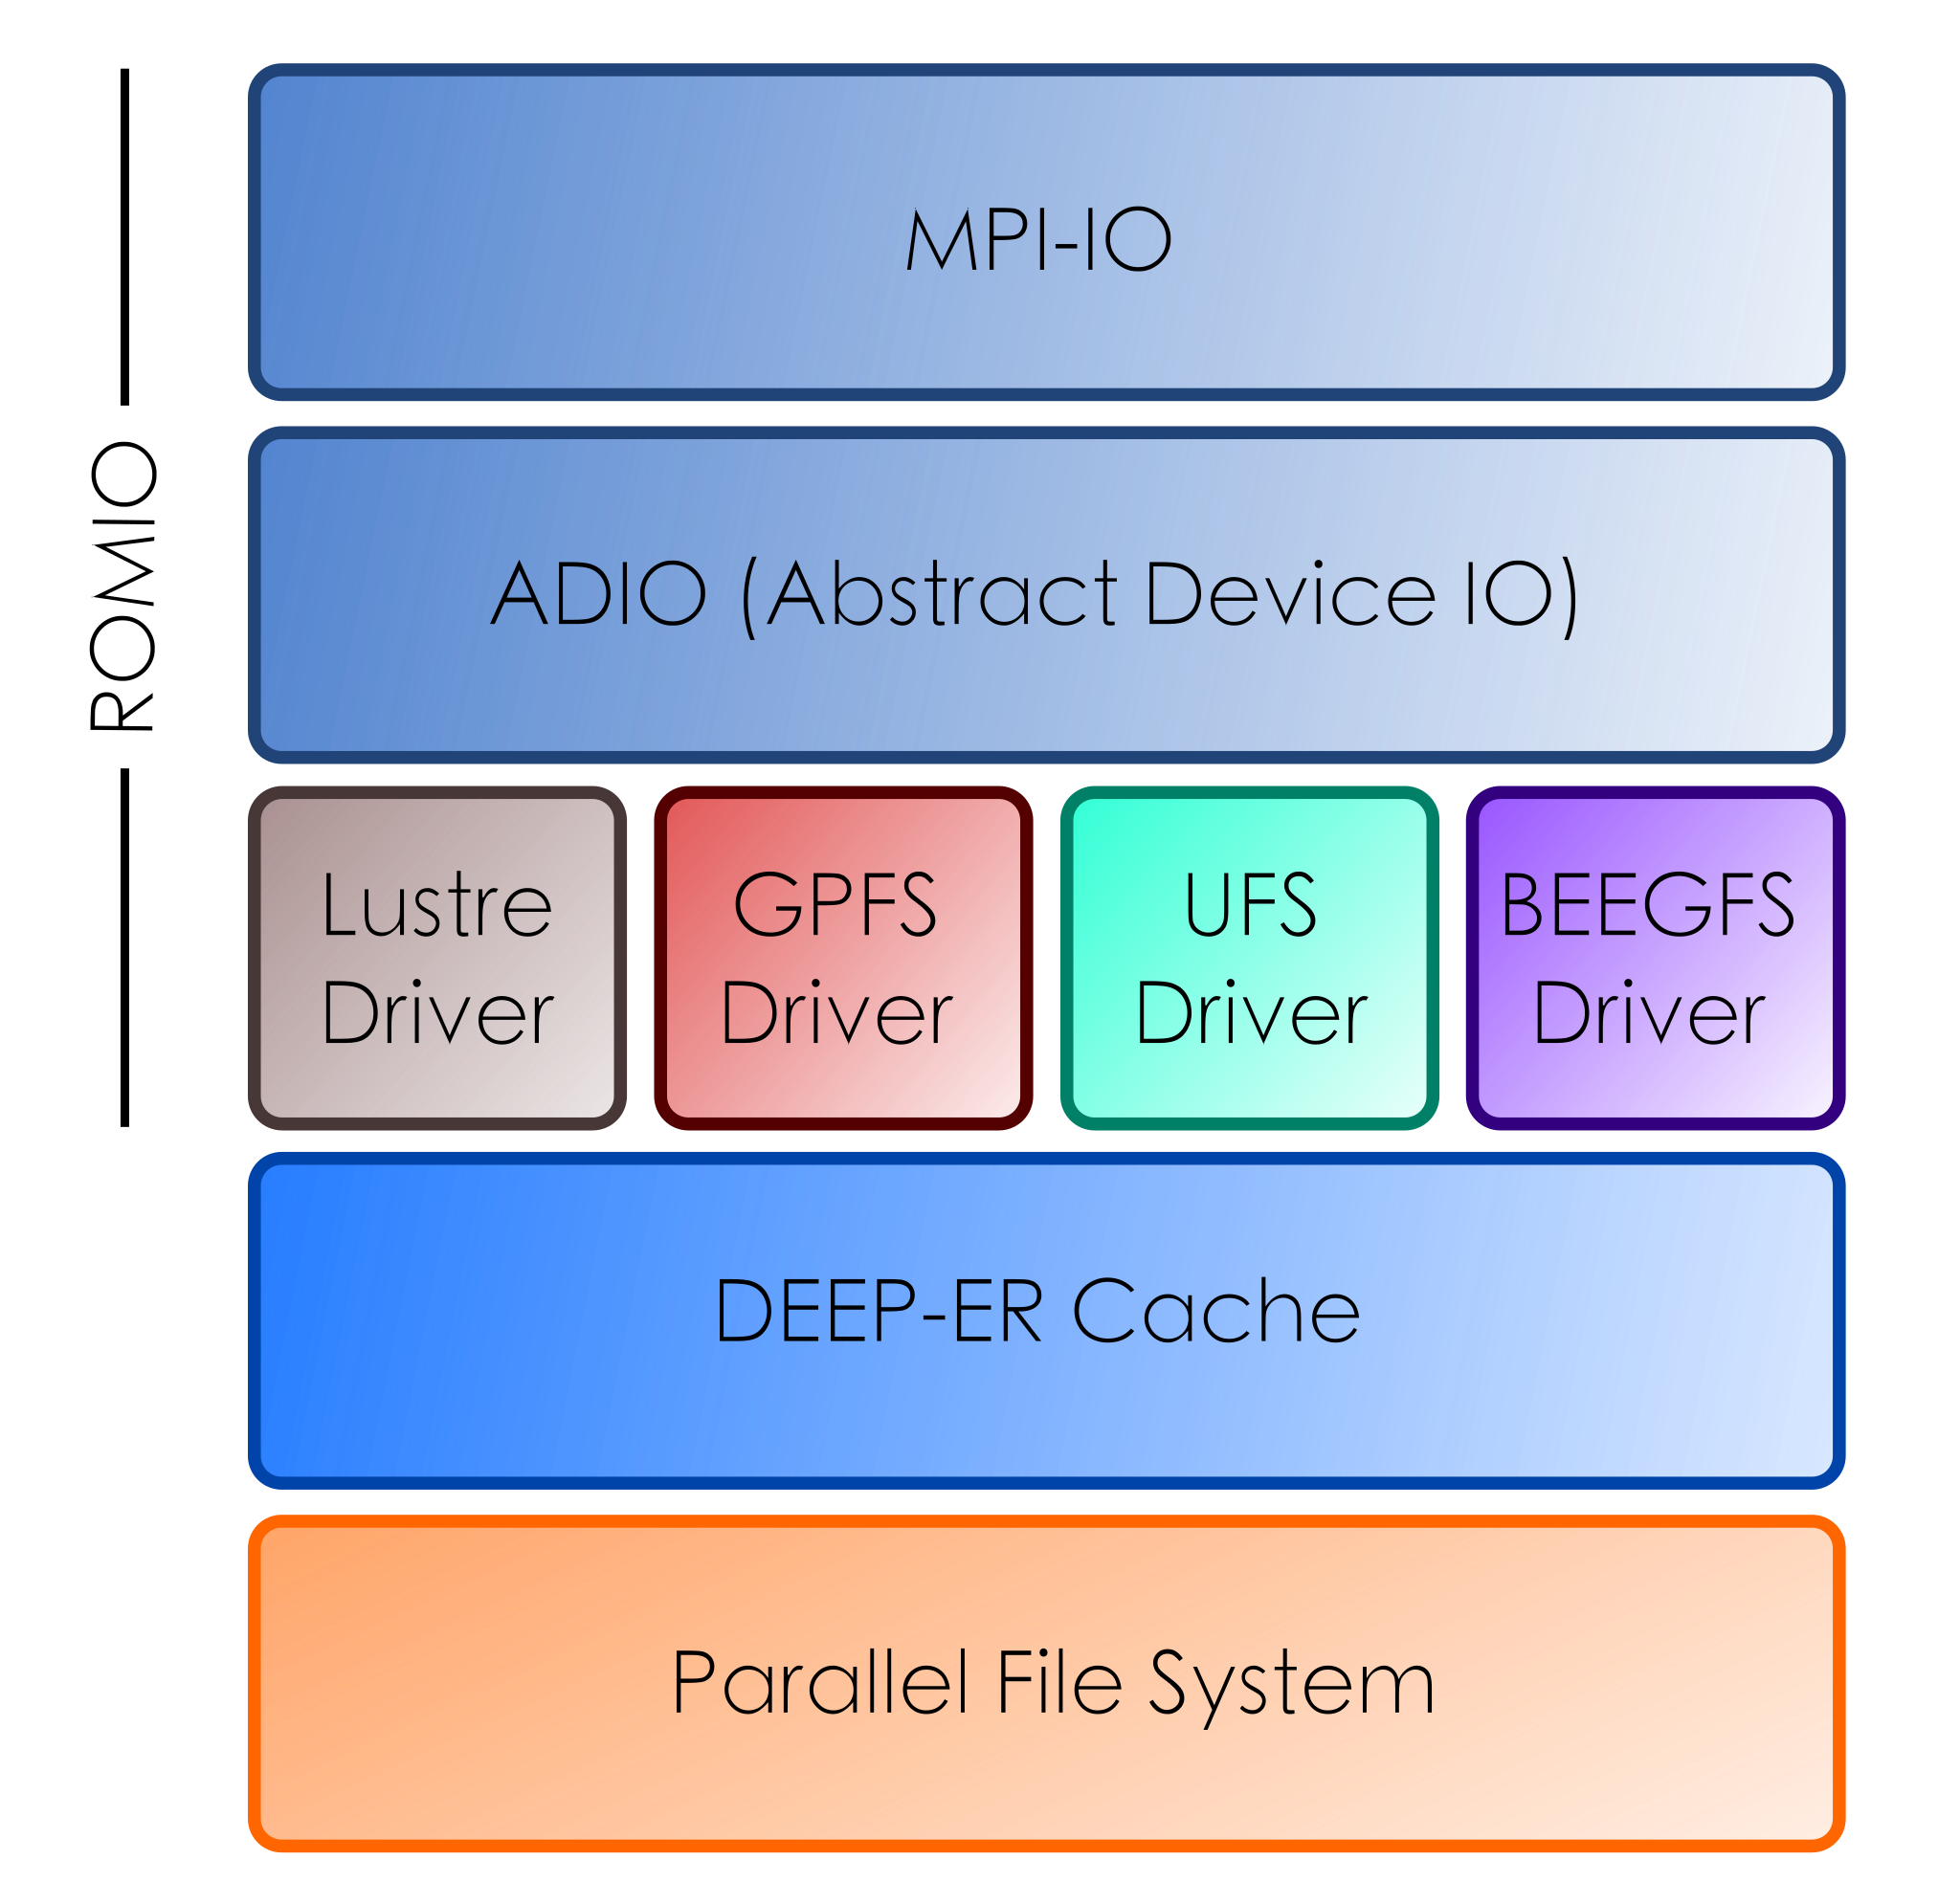 MPI-IO
ROMIO
ADIO (Abstract Device IO)
Lustre
Driver
GPFS
Driver
UFS
Driver
BEEGFS
Driver
DEEP-ER Cache
Parallel File System